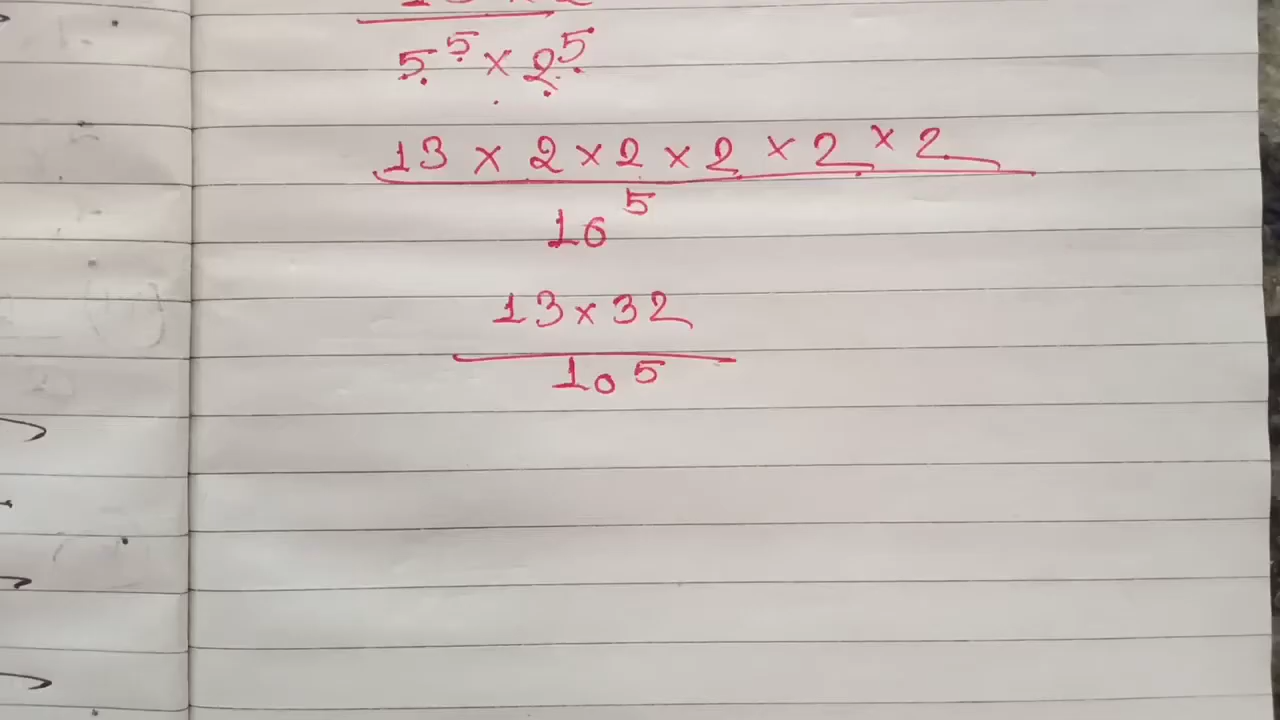 5⁵ × 2⁵
13 × 2 × 2 × 2 × 2 × 2
10⁵
13 × 32
10⁵